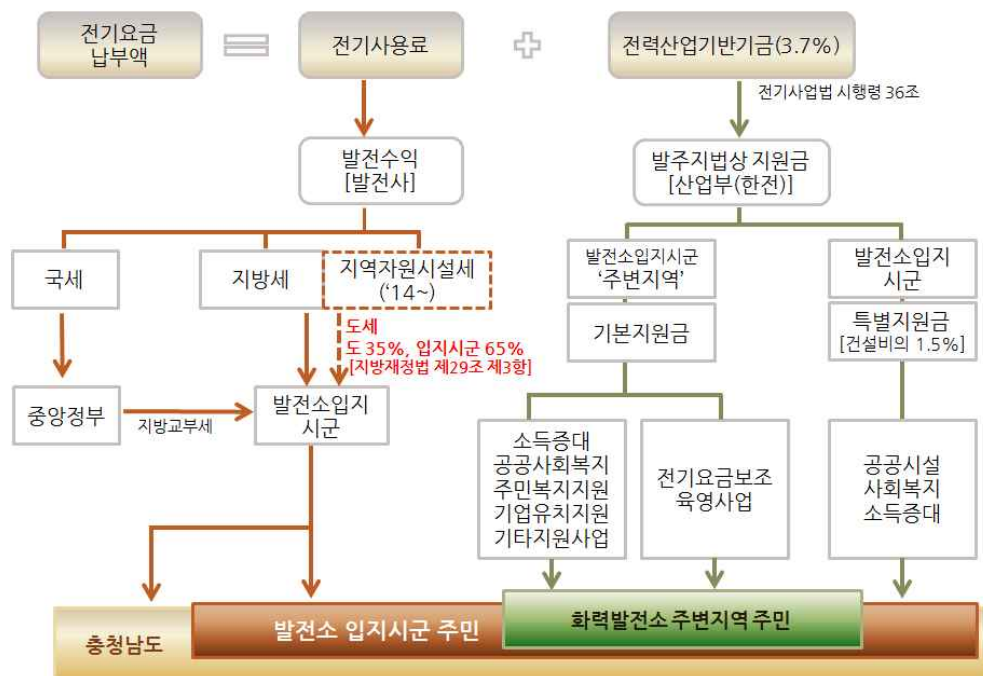 전기요금
납부액
전기사용료
전력산업기반기금(3.7%)
전기사업법 시행령 36조
발전수익
[발전사]
발주지법상 지원금
[산업부(한전)]
국세
지방세
지역자원시설세
(‘14~)
발전소입지시군
‘주변지역’
발전소입지
시군
도세
도 35%, 입지시군 65%
[지방재정법 제29조 제3항]
기본지원금
특별지원금
[건설비의 1.5%]
중앙정부
지방교부세
발전소입지
시군
소득증대
공공사회복지
주민복지지원
기업유치지원
기타지원사업
전기요금보조
육영사업
공공시설
사회복지
소득증대
충청남도
발전소 입지시군 주민
화력발전소 주변지역 주민